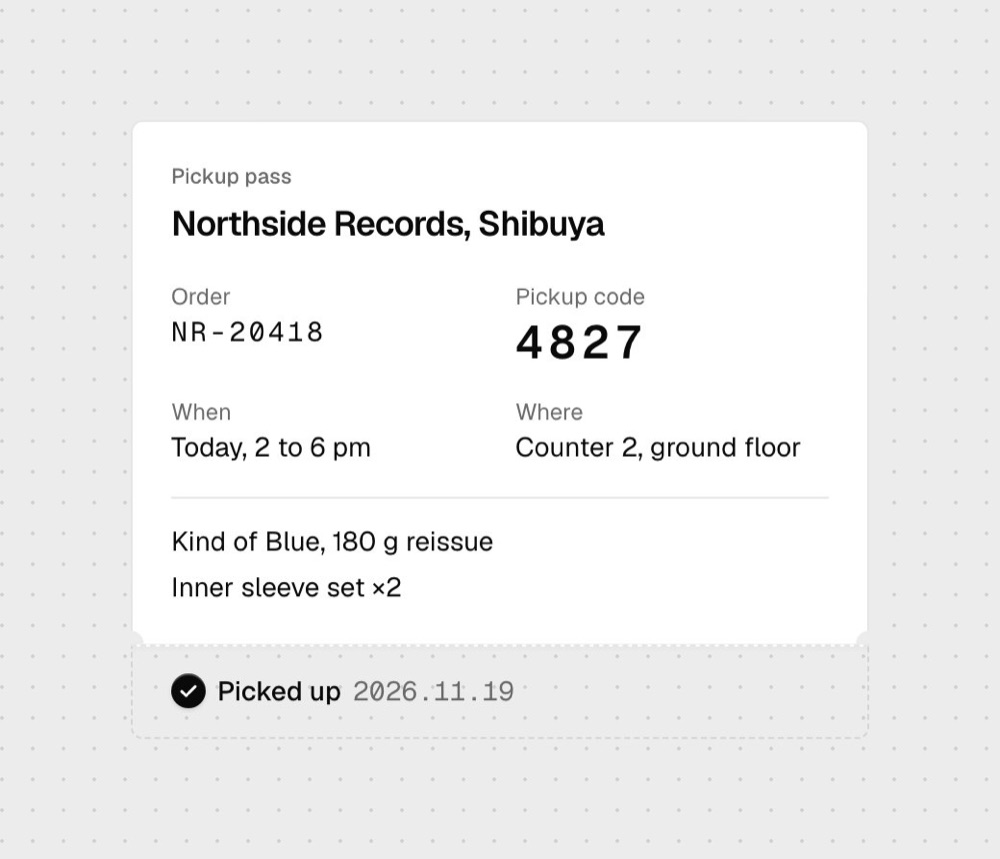 Pickup pass
Northside Records, Shibuya
Order
NR-20418
Pickup code
4827
When
Today, 2 to 6 pm
Where
Counter 2, ground floor
Kind of Blue, 180 g reissue
Inner sleeve set ×2
Picked up 2026.11.19